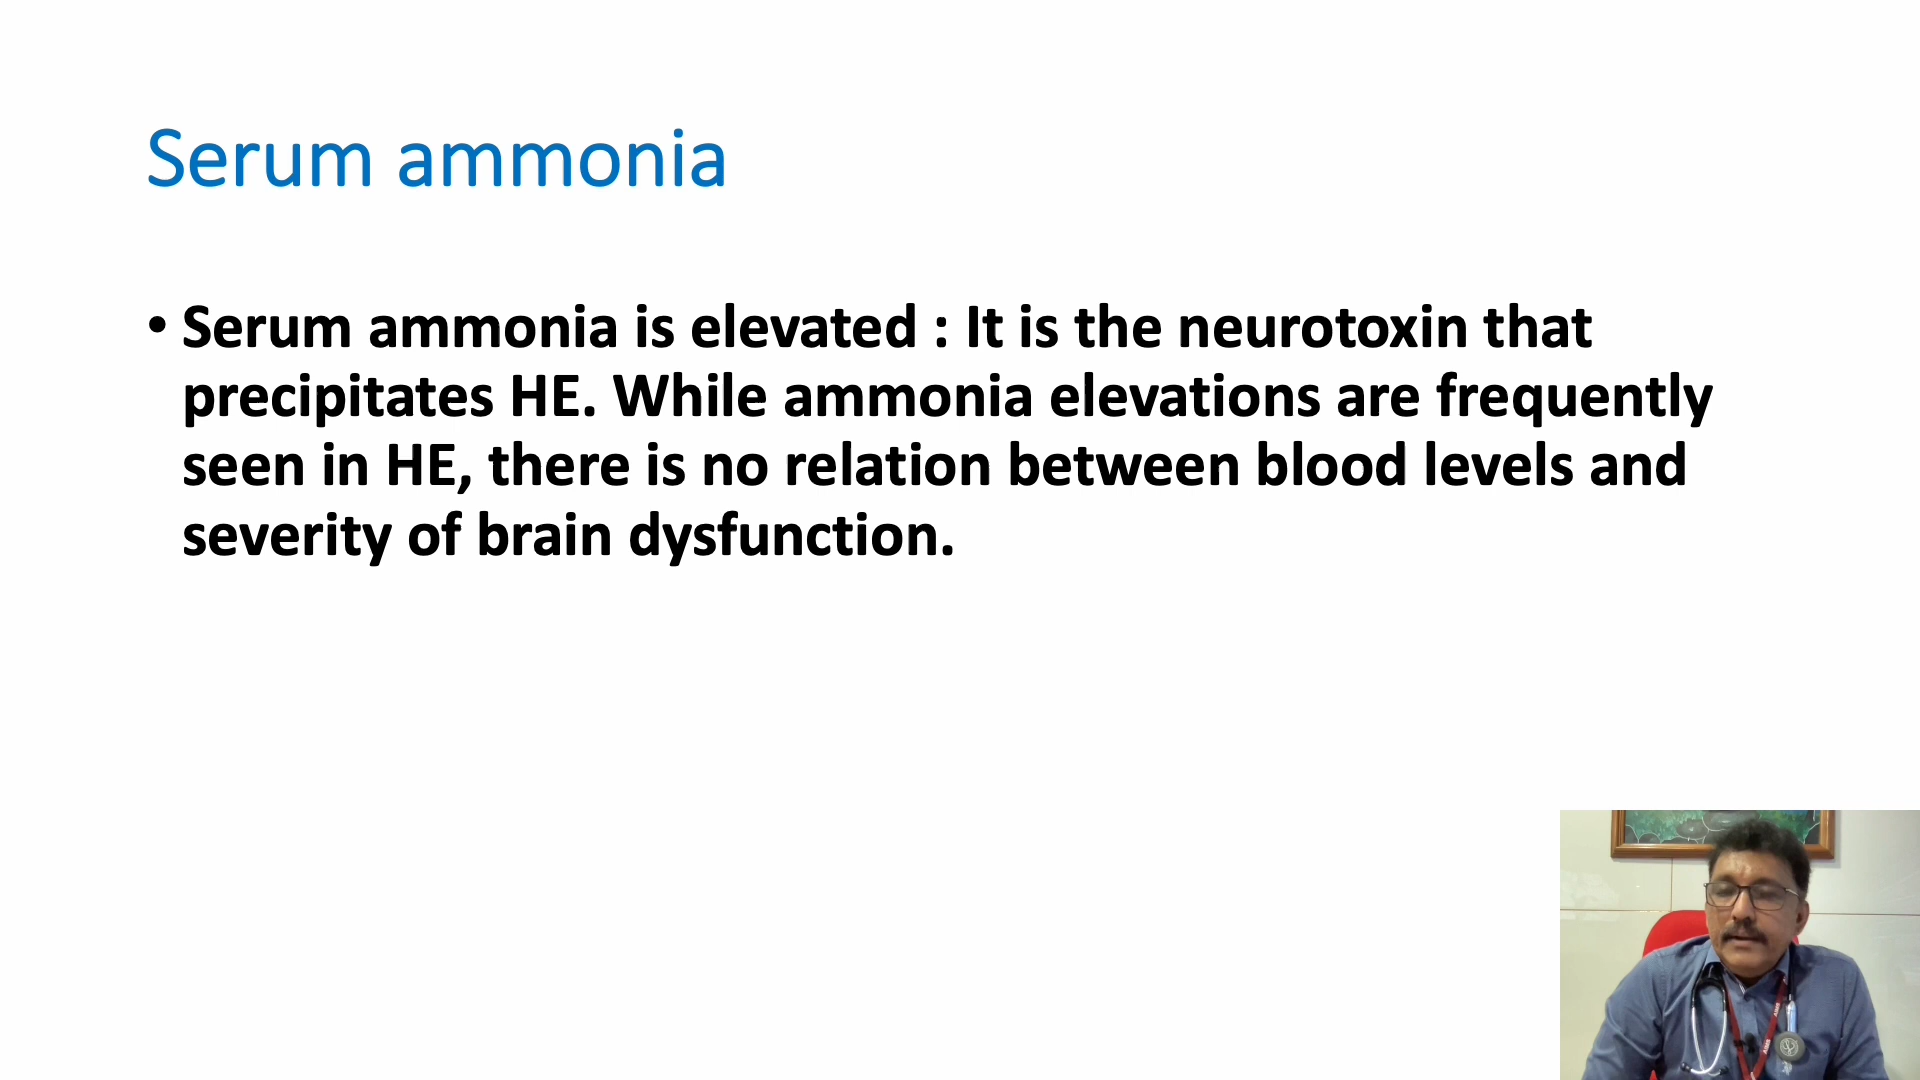 Serum ammonia
• Serum ammonia is elevated : It is the neurotoxin that
precipitates HE. While ammonia elevations are frequently
seen in HE, there is no relation between blood levels and
severity of brain dysfunction.